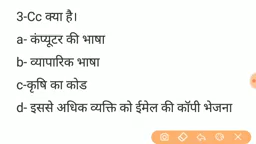 3-Cc क्या है।
a- कंप्यूटर की भाषा
b- व्यापारिक भाषा
c-कृषि का कोड
d- इससे अधिक व्यक्ति को ईमेल की कॉपी भेजना